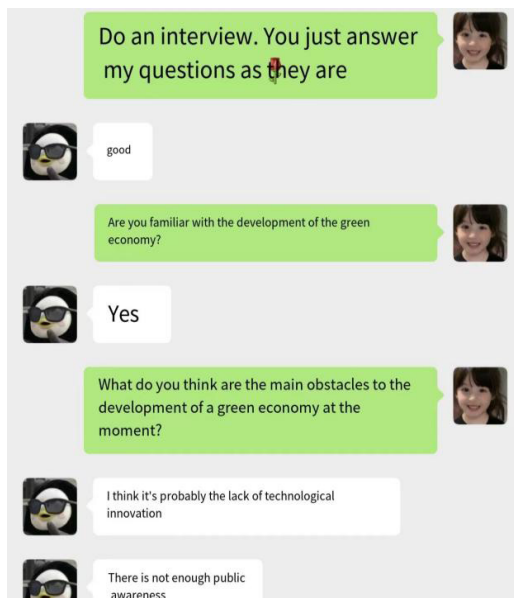 Do an interview. You just answer
my questions as they are
good
Are you familiar with the development of the green
economy?
Yes
What do you think are the main obstacles to the
development of a green economy at the
moment?
I think it's probably the lack of technological
innovation
There is not enough public
awareness